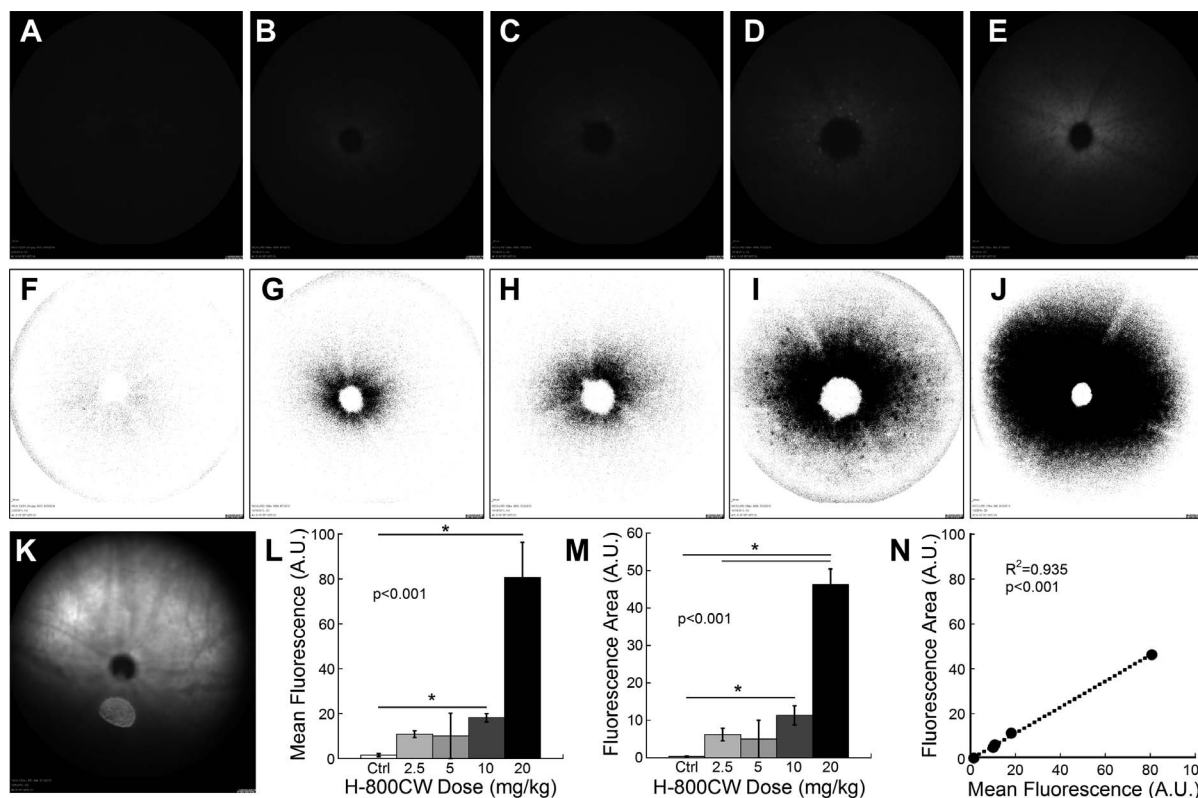 A B C D E
F G H I J
K
L
Mean Fluorescence (A.U.)
100
80
60
40
20
0
*
p<0.001
*
Ctrl 2.5 5 10 20
H-800CW Dose (mg/kg)
M
Fluorescence Area (A.U.)
60
50
40
30
20
10
0
*
p<0.001
*
Ctrl 2.5 5 10 20
H-800CW Dose (mg/kg)
N
Fluorescence Area (A.U.)
100
80
60
40
20
0
R²=0.935
p<0.001
0 20 40 60 80 100
Mean Fluorescence (A.U.)